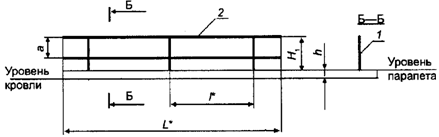 Б
2
Б—Б
1
a
H₁
h
Уровень
кровли
Уровень
парапета
Б
l*
L*